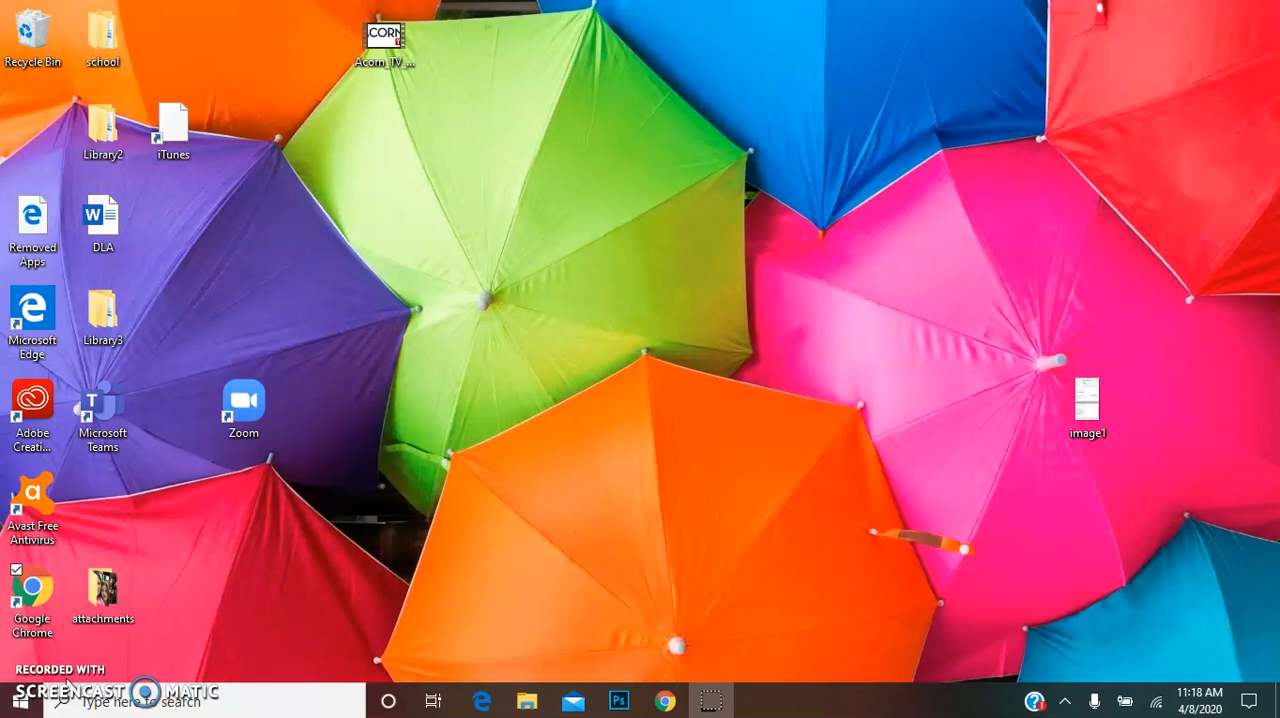 Recycle Bin
school
CORN
Acorn_TV_...
Library2
iTunes
Removed
Apps
W
DLA
Microsoft
Edge
Library3
Adobe
Creati...
T
Microsoft
Teams
Zoom
image1
Avast Free
Antivirus
Google
Chrome
attachments
RECORDED WITH
SCREENCAST MATIC
Type here to search
Ps
11:18 AM
4/8/2020